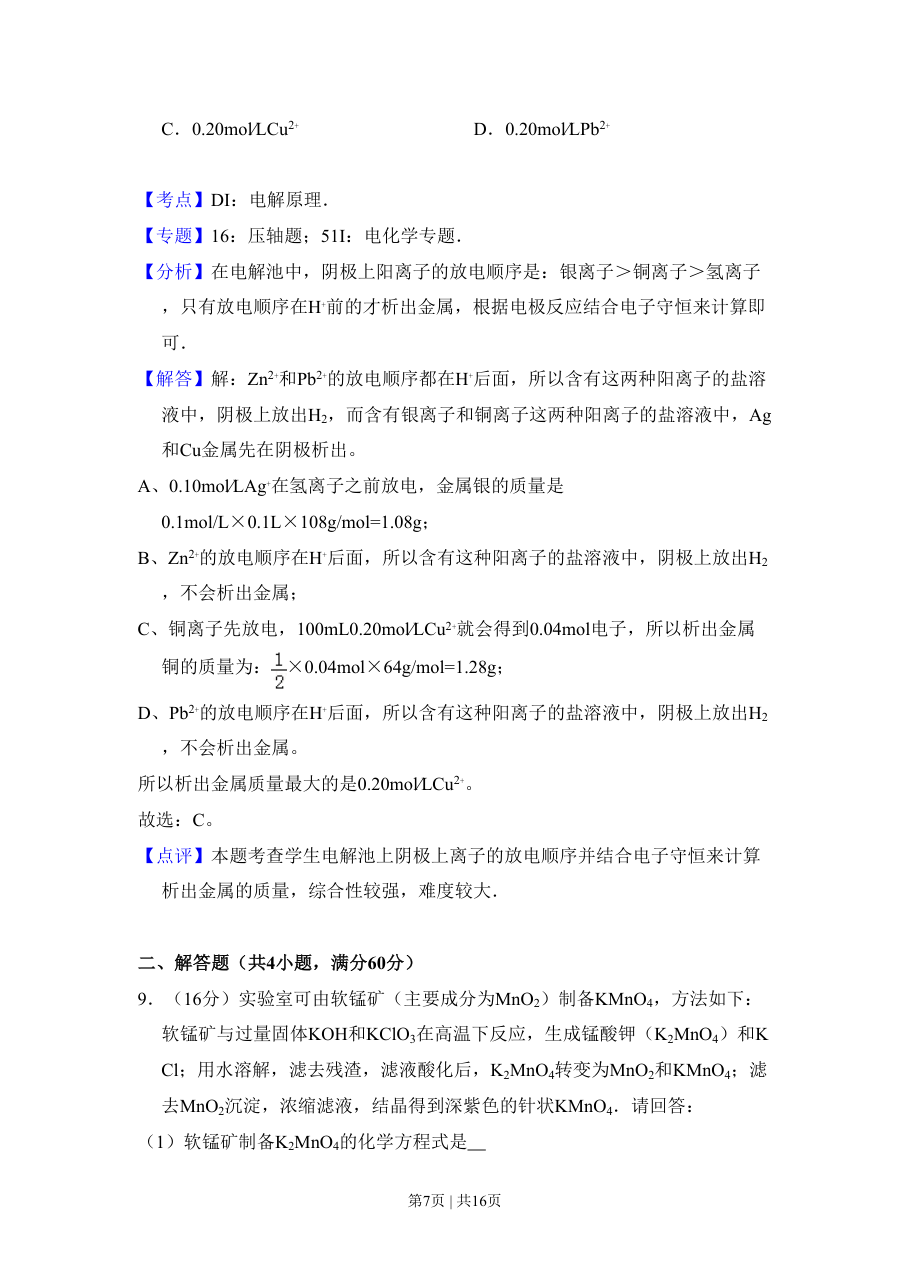 C．0.20mol∕LCu²⁺ D．0.20mol∕LPb²⁺
【考点】DI：电解原理．
【专题】16：压轴题；51I：电化学专题．
【分析】在电解池中，阴极上阳离子的放电顺序是：银离子＞铜离子＞氢离子
，只有放电顺序在H⁺前的才析出金属，根据电极反应结合电子守恒来计算即
可．
【解答】解：Zn²⁺和Pb²⁺的放电顺序都在H⁺后面，所以含有这两种阳离子的盐溶
液中，阴极上放出H₂，而含有银离子和铜离子这两种阳离子的盐溶液中，Ag
和Cu金属先在阴极析出。
A、0.10mol∕LAg⁺在氢离子之前放电，金属银的质量是
0.1mol/L×0.1L×108g/mol=1.08g；
B、Zn²⁺的放电顺序在H⁺后面，所以含有这种阳离子的盐溶液中，阴极上放出H₂
，不会析出金属；
C、铜离子先放电，100mL0.20mol∕LCu²⁺就会得到0.04mol电子，所以析出金属
铜的质量为：1/2×0.04mol×64g/mol=1.28g；
D、Pb²⁺的放电顺序在H⁺后面，所以含有这种阳离子的盐溶液中，阴极上放出H₂
，不会析出金属。
所以析出金属质量最大的是0.20mol∕LCu²⁺。
故选：C。
【点评】本题考查学生电解池上阴极上离子的放电顺序并结合电子守恒来计算
析出金属的质量，综合性较强，难度较大．
二、解答题（共4小题，满分60分）
9．（16分）实验室可由软锰矿（主要成分为MnO₂）制备KMnO₄，方法如下：
软锰矿与过量固体KOH和KClO₃在高温下反应，生成锰酸钾（K₂MnO₄）和K
Cl；用水溶解，滤去残渣，滤液酸化后，K₂MnO₄转变为MnO₂和KMnO₄；滤
去MnO₂沉淀，浓缩滤液，结晶得到深紫色的针状KMnO₄．请回答：
（1）软锰矿制备K₂MnO₄的化学方程式是__
第7页 | 共16页